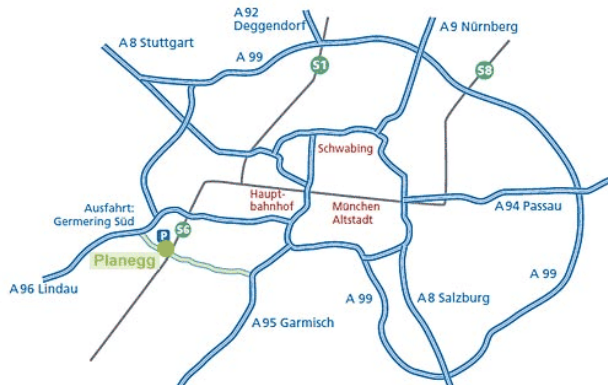 A 92
Deggendorf
A 9 Nürnberg
A 8 Stuttgart
A 99
S1
S8
Schwabing
Haupt-
bahnhof
München
Altstadt
A 94 Passau
Ausfahrt:
Germering Süd
P
S6
Planegg
A 96 Lindau
A 99
A 99
A 8 Salzburg
A 95 Garmisch